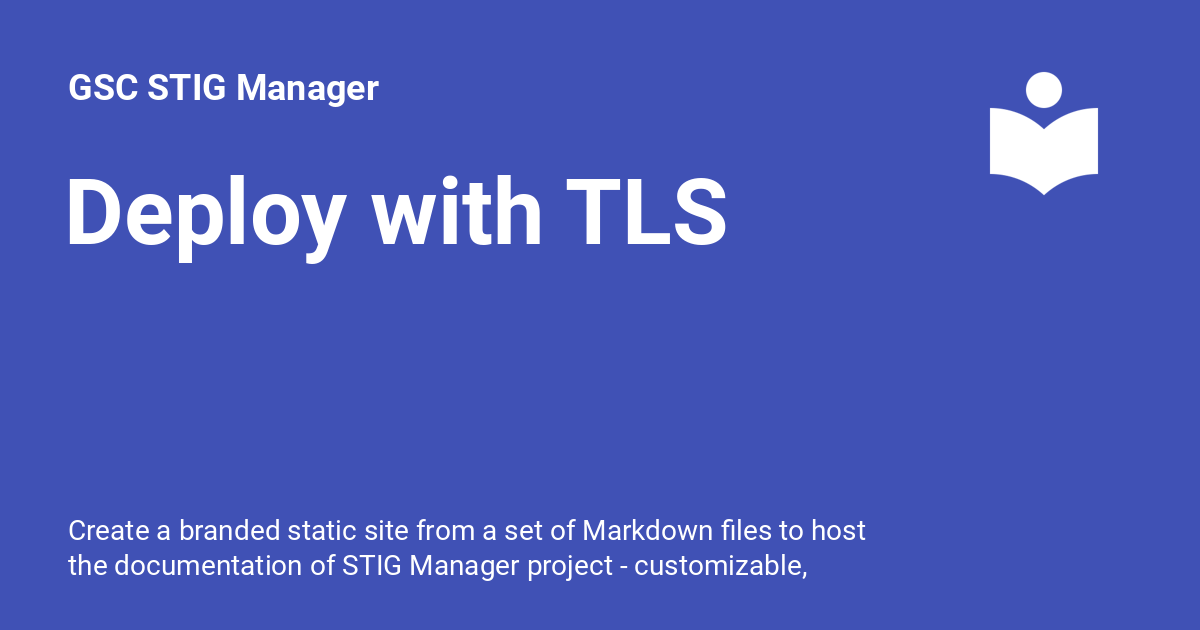 GSC STIG Manager
Deploy with TLS
Create a branded static site from a set of Markdown files to host
the documentation of STIG Manager project - customizable,